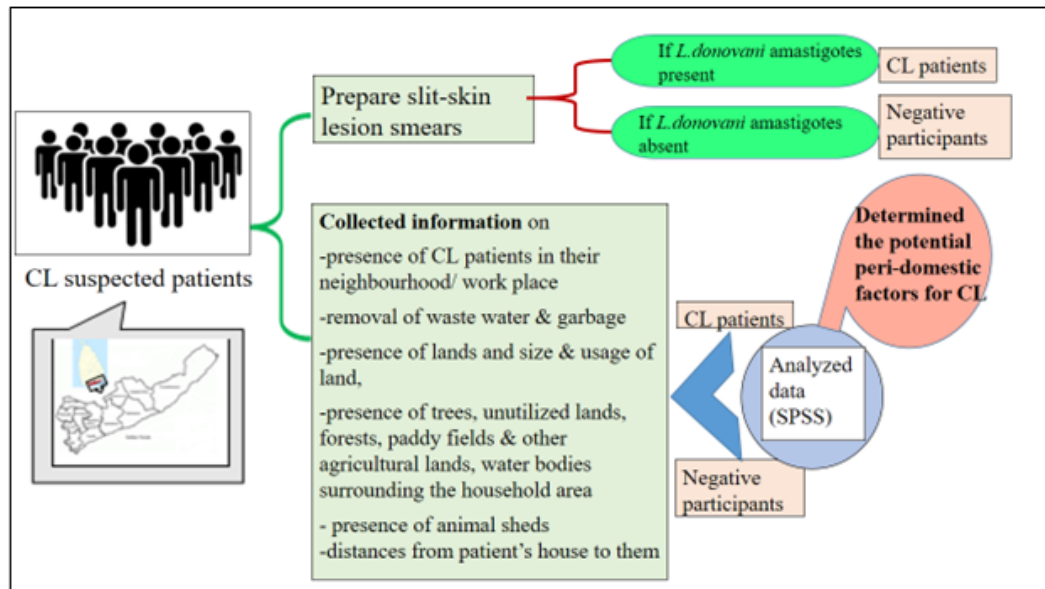 CL suspected patients
Prepare slit-skin
lesion smears
If L.donovani amastigotes
present
CL patients
If L.donovani amastigotes
absent
Negative
participants
Collected information on
-presence of CL patients in their
neighbourhood/ work place
-removal of waste water & garbage
-presence of lands and size & usage of
land,
-presence of trees, unutilized lands,
forests, paddy fields & other
agricultural lands, water bodies
surrounding the household area
- presence of animal sheds
-distances from patient’s house to them
CL patients
Negative
participants
Analyzed
data
(SPSS)
Determined
the potential
peri-domestic
factors for CL